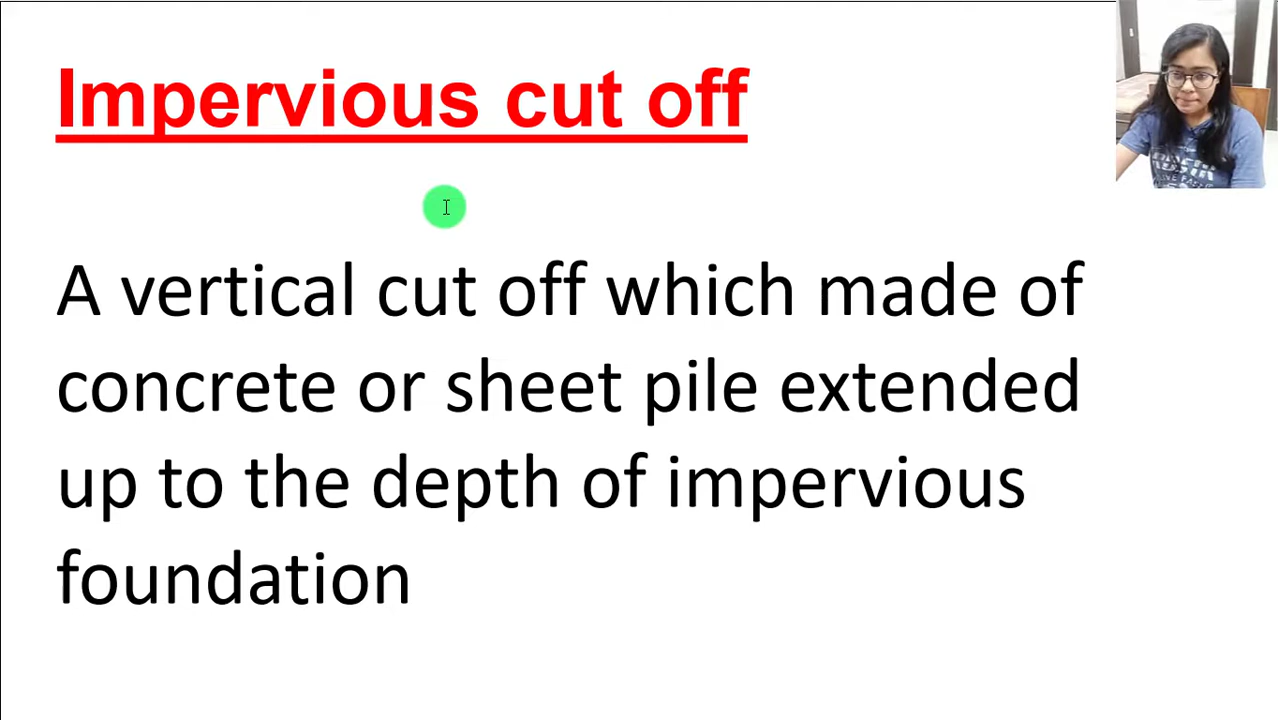 Impervious cut off
A vertical cut off which made of
concrete or sheet pile extended
up to the depth of impervious
foundation